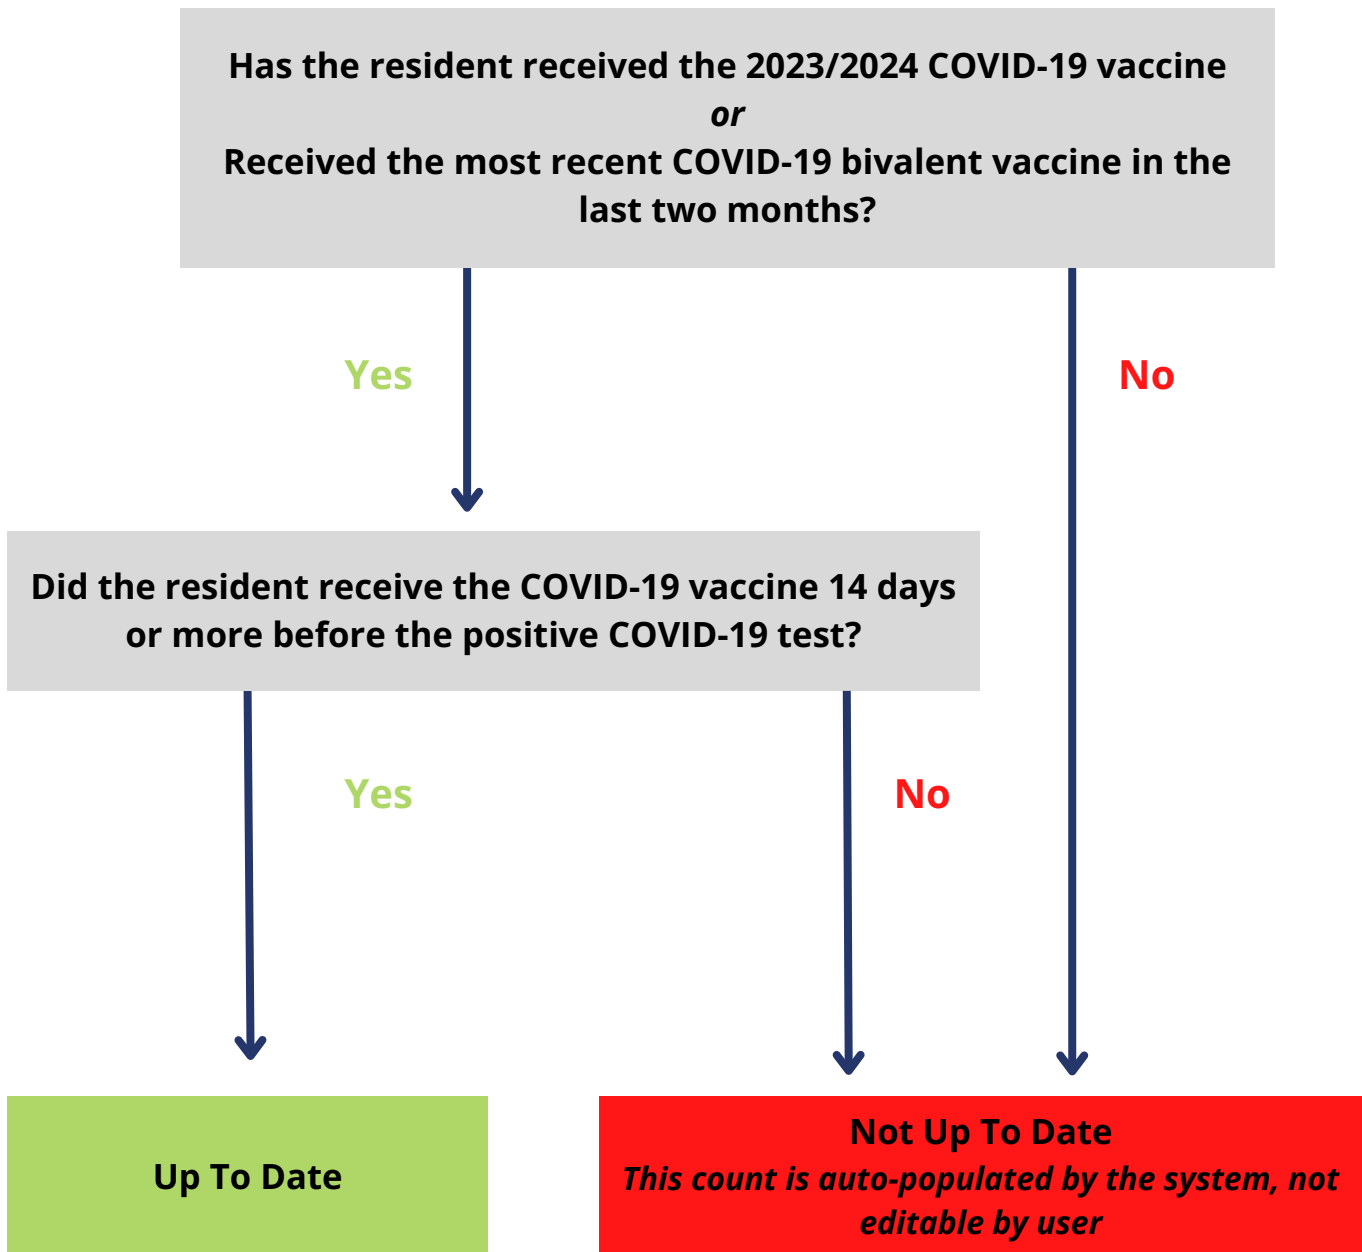 Has the resident received the 2023/2024 COVID-19 vaccine
or
Received the most recent COVID-19 bivalent vaccine in the
last two months?
Yes
No
Did the resident receive the COVID-19 vaccine 14 days
or more before the positive COVID-19 test?
Yes
No
Up To Date
Not Up To Date
This count is auto-populated by the system, not
editable by user